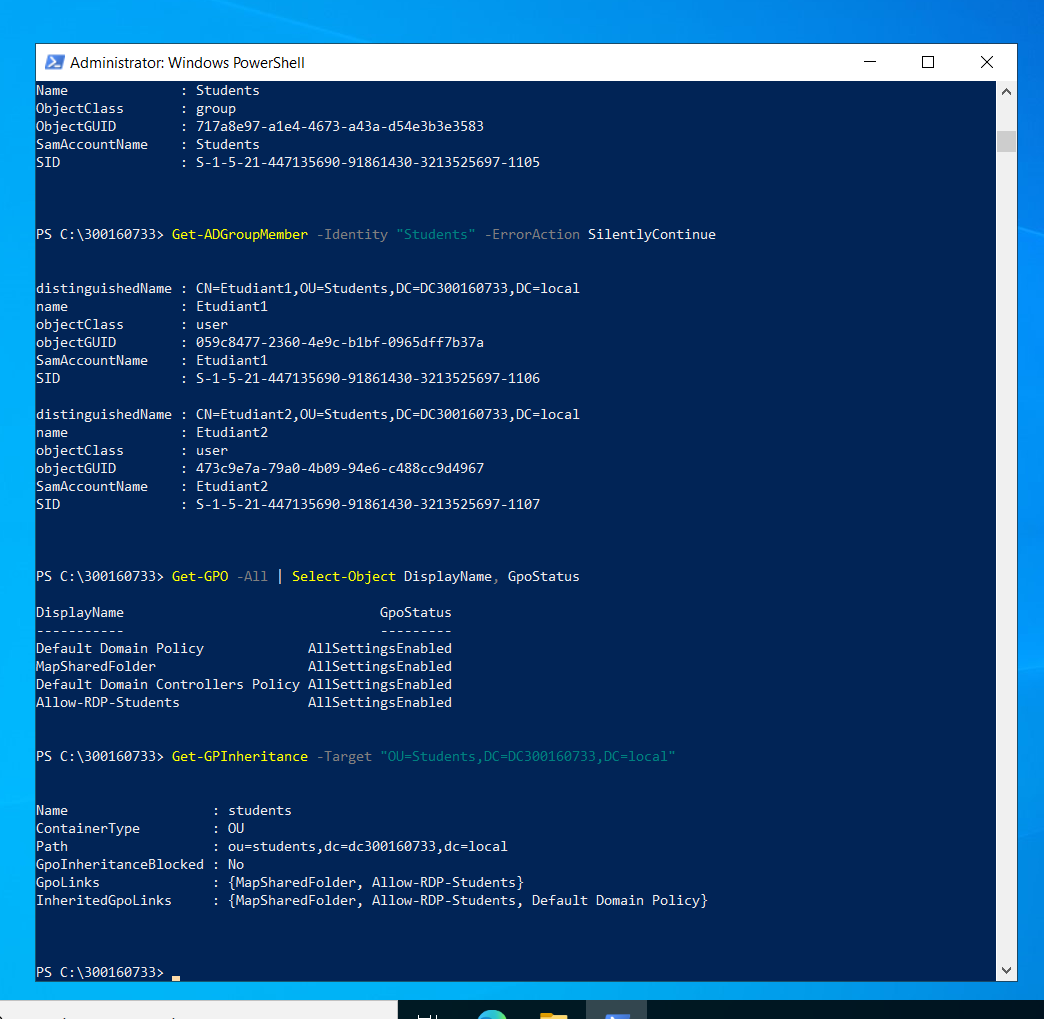 Administrator: Windows PowerShell
Name              : Students
ObjectClass       : group
ObjectGUID        : 717a8e97-a1e4-4673-a43a-d54e3b3e3583
SamAccountName    : Students
SID               : S-1-5-21-447135690-91861430-3213525697-1105
PS C:\300160733> Get-ADGroupMember -Identity "Students" -ErrorAction SilentlyContinue
distinguishedName : CN=Etudiant1,OU=Students,DC=DC300160733,DC=local
name              : Etudiant1
objectClass       : user
objectGUID        : 059c8477-2360-4e9c-b1bf-0965dff7b37a
SamAccountName    : Etudiant1
SID               : S-1-5-21-447135690-91861430-3213525697-1106
distinguishedName : CN=Etudiant2,OU=Students,DC=DC300160733,DC=local
name              : Etudiant2
objectClass       : user
objectGUID        : 473c9e7a-79a0-4b09-94e6-c488cc9d4967
SamAccountName    : Etudiant2
SID               : S-1-5-21-447135690-91861430-3213525697-1107
PS C:\300160733> Get-GPO -All | Select-Object DisplayName, GpoStatus
DisplayName                                GpoStatus
-----------                                ---------
Default Domain Policy             AllSettingsEnabled
MapSharedFolder                   AllSettingsEnabled
Default Domain Controllers Policy AllSettingsEnabled
Allow-RDP-Students                AllSettingsEnabled
PS C:\300160733> Get-GPInheritance -Target "OU=Students,DC=DC300160733,DC=local"
Name                  : students
ContainerType         : OU
Path                  : ou=students,dc=dc300160733,dc=local
GpoInheritanceBlocked : No
GpoLinks              : {MapSharedFolder, Allow-RDP-Students}
InheritedGpoLinks     : {MapSharedFolder, Allow-RDP-Students, Default Domain Policy}
PS C:\300160733>